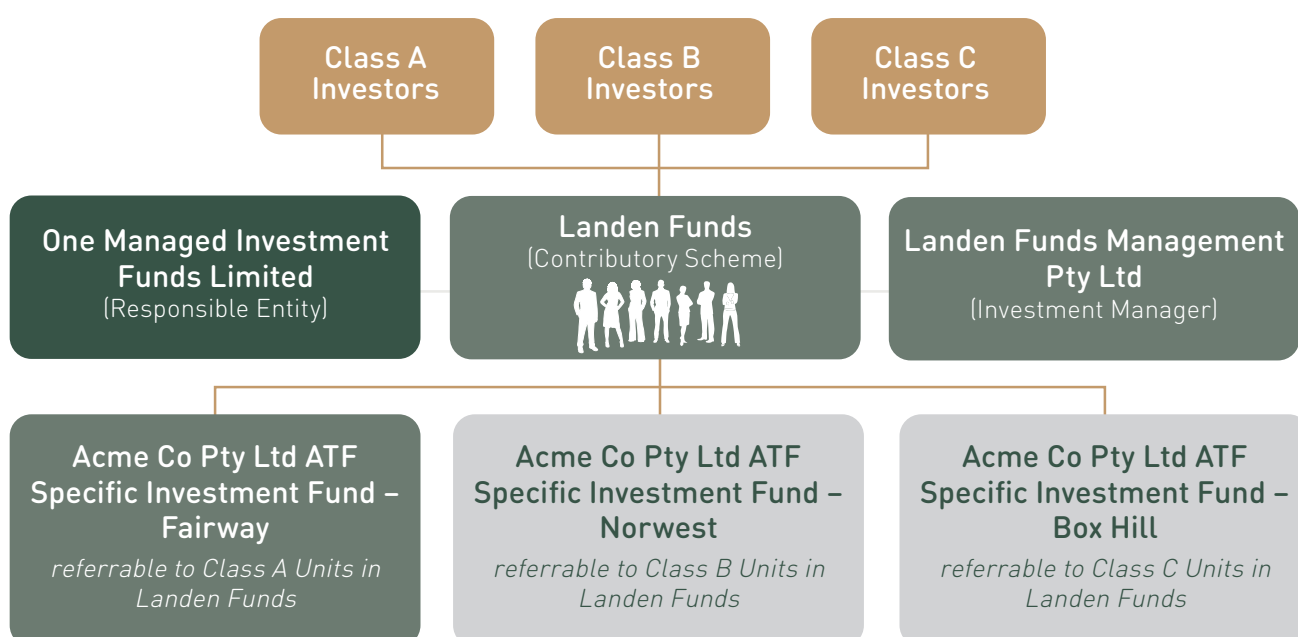 Class A
Investors
Class B
Investors
Class C
Investors
One Managed Investment
Funds Limited
(Responsible Entity)
Landen Funds
(Contributory Scheme)
Landen Funds Management
Pty Ltd
(Investment Manager)
Acme Co Pty Ltd ATF
Specific Investment Fund –
Fairway
referrable to Class A Units in
Landen Funds
Acme Co Pty Ltd ATF
Specific Investment Fund –
Norwest
referrable to Class B Units in
Landen Funds
Acme Co Pty Ltd ATF
Specific Investment Fund –
Box Hill
referrable to Class C Units in
Landen Funds